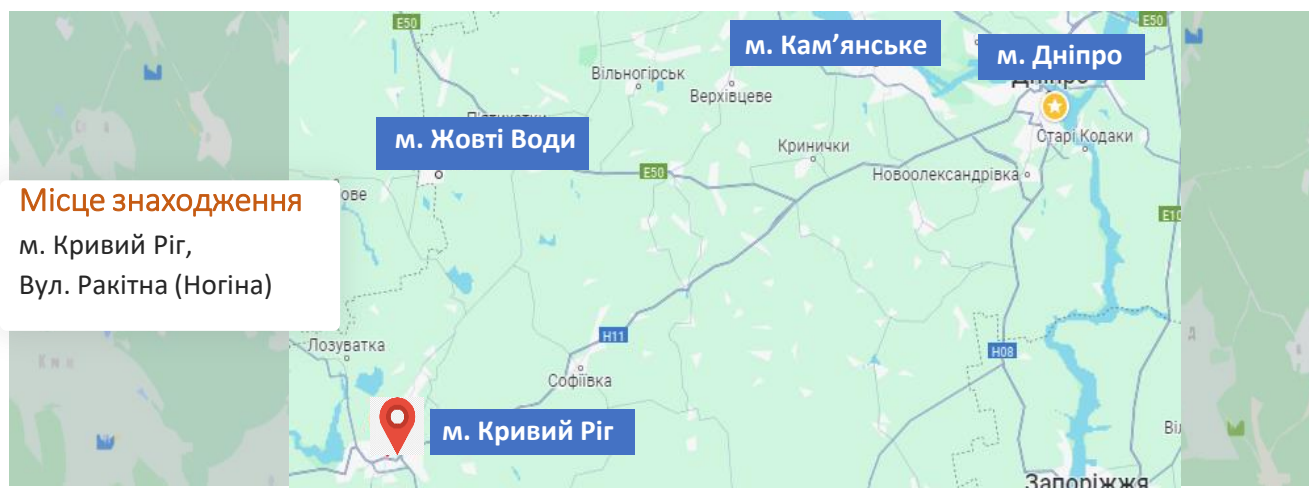 E50
E50
м. Кам’янське
м. Дніпро
Вільногірськ
Верхівцеве
м. Жовті Води
Кринички
Старі Кодаки
E50
Новоолександрівка
Місце знаходження
м. Кривий Ріг,
Вул. Ракітна (Ногіна)
H11
Лозуватка
H08
Софіївка
м. Кривий Ріг
Запоріжжя